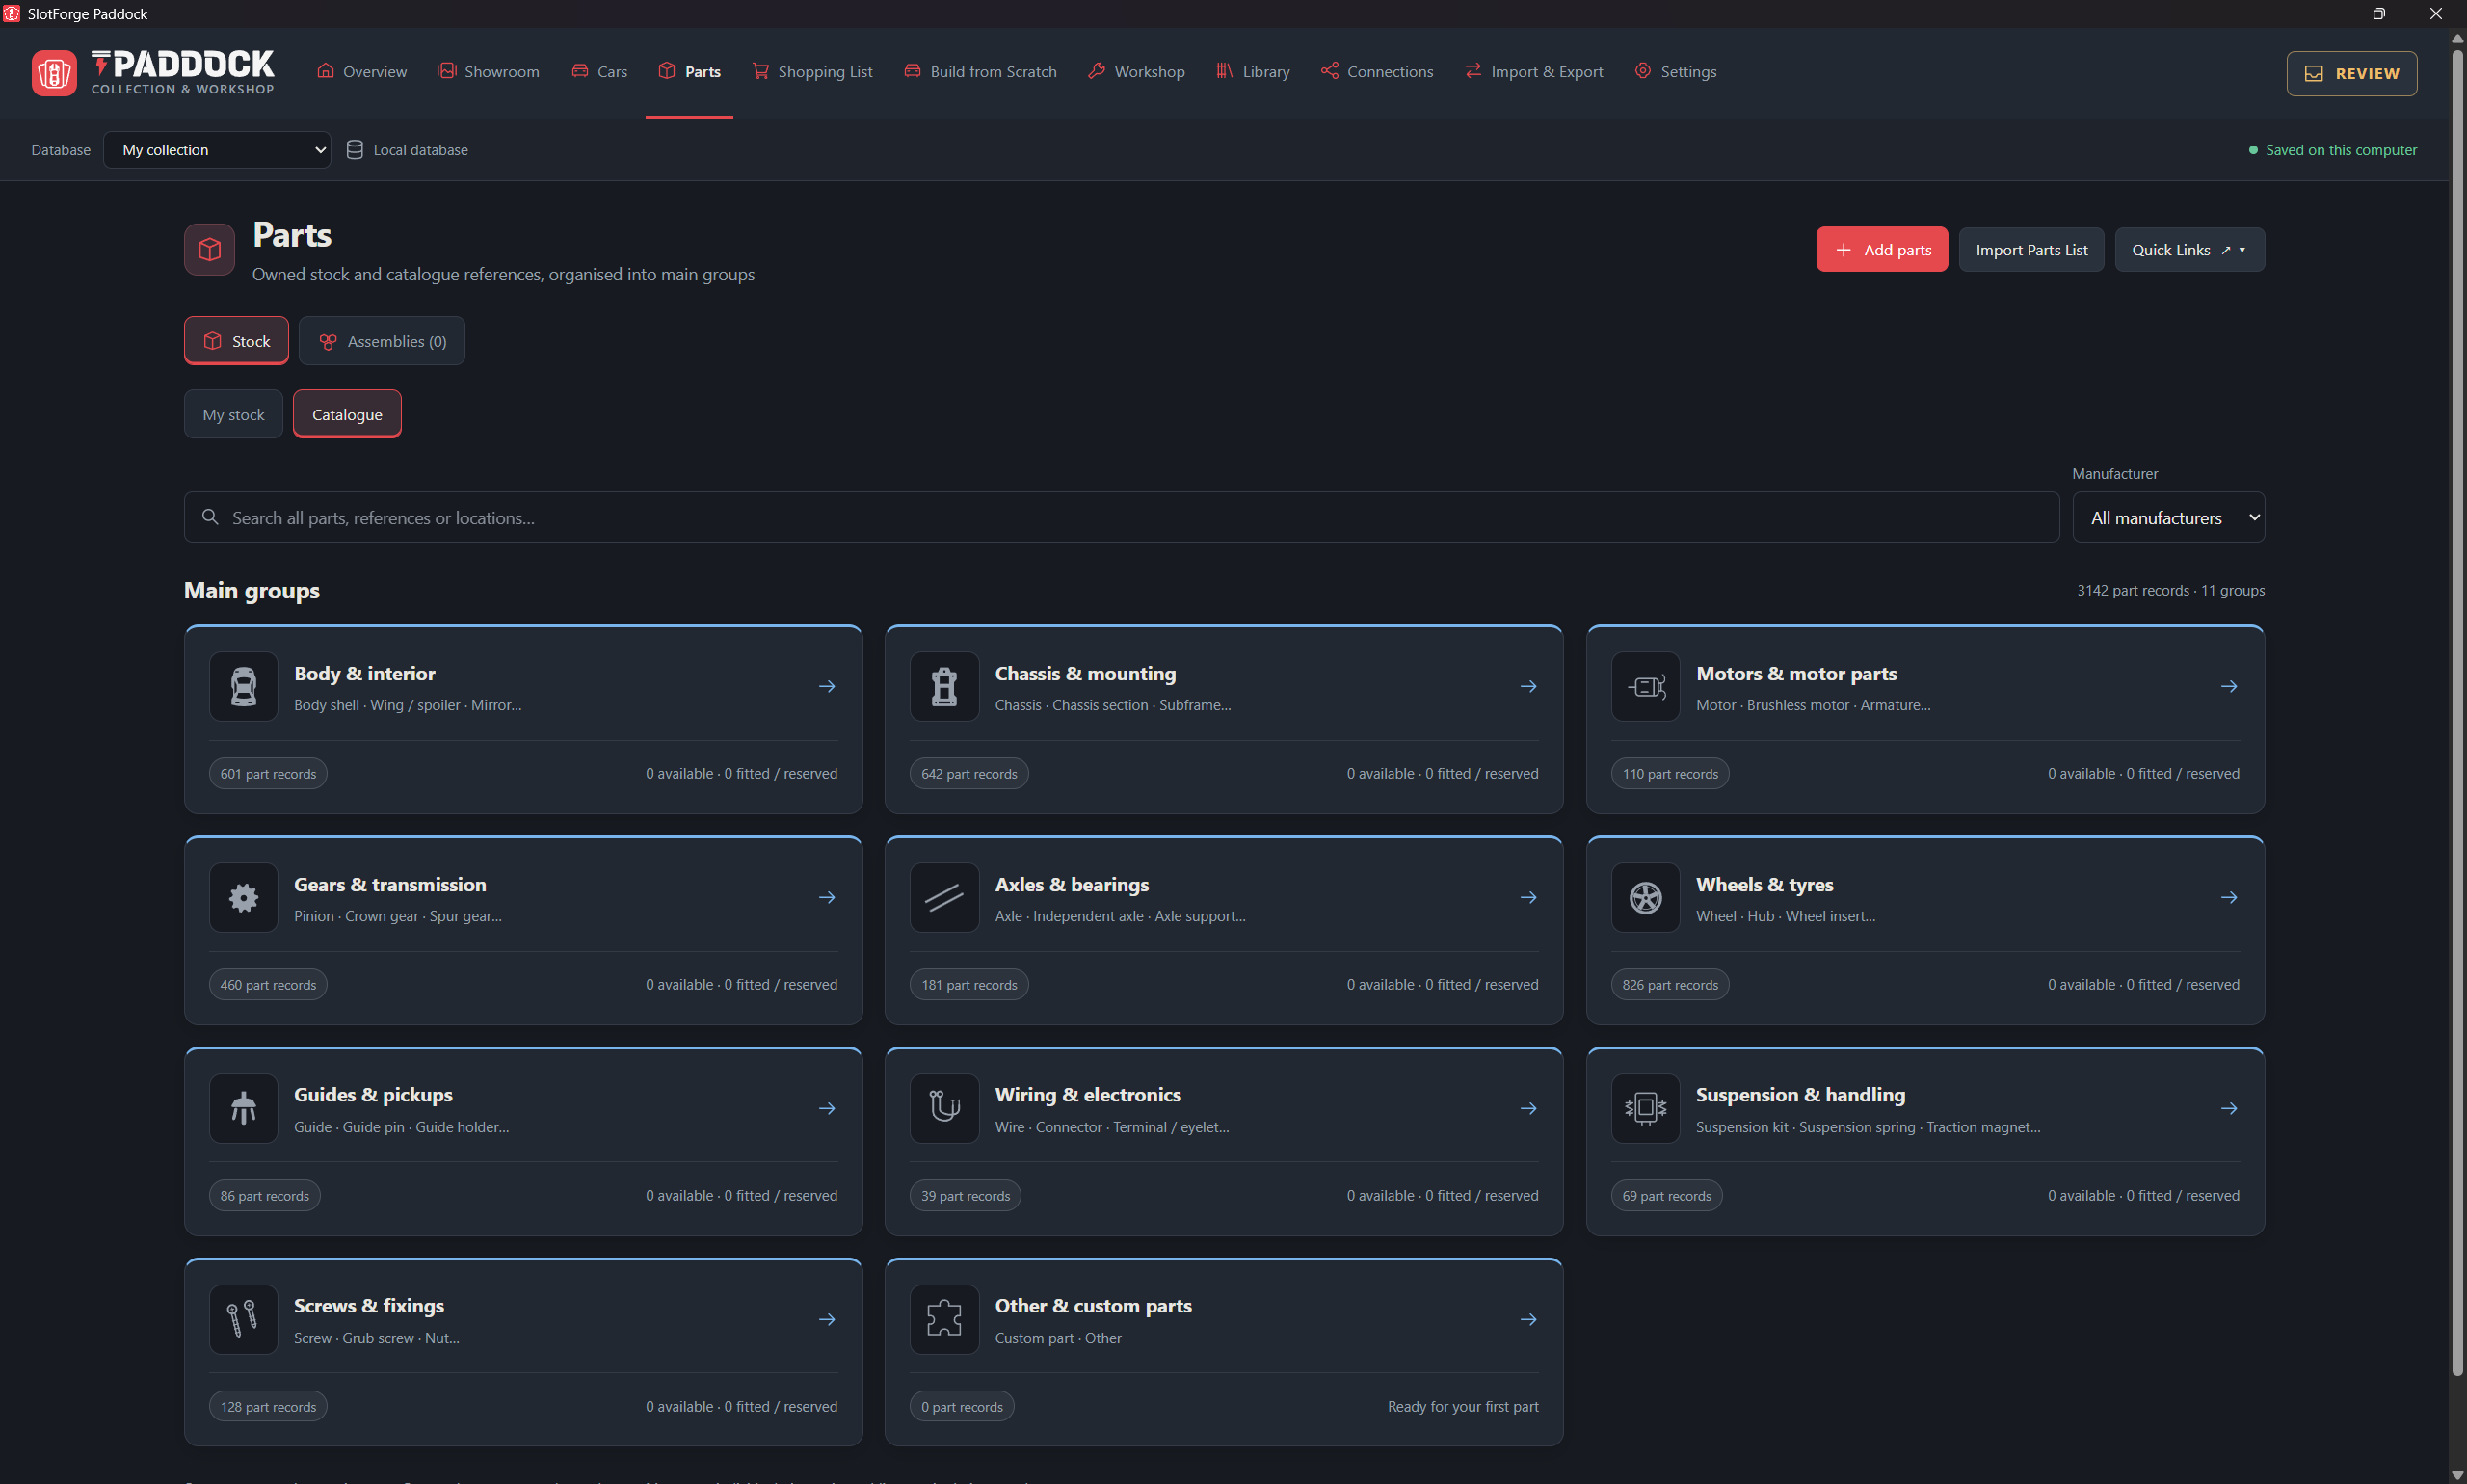 SlotForge Paddock
PADDOCK
COLLECTION & WORKSHOP
Overview
Showroom
Cars
Parts
Shopping List
Build from Scratch
Workshop
Library
Connections
Import & Export
Settings
REVIEW
Database
My collection
Local database
Saved on this computer
Parts
Owned stock and catalogue references, organised into main groups
Add parts
Import Parts List
Quick Links
Stock
Assemblies (0)
My stock
Catalogue
Manufacturer
Search all parts, references or locations...
All manufacturers
Main groups
3142 part records · 11 groups
Body & interior
Body shell · Wing / spoiler · Mirror...
601 part records
0 available · 0 fitted / reserved
Chassis & mounting
Chassis · Chassis section · Subframe...
642 part records
0 available · 0 fitted / reserved
Motors & motor parts
Motor · Brushless motor · Armature...
110 part records
0 available · 0 fitted / reserved
Gears & transmission
Pinion · Crown gear · Spur gear...
460 part records
0 available · 0 fitted / reserved
Axles & bearings
Axle · Independent axle · Axle support...
181 part records
0 available · 0 fitted / reserved
Wheels & tyres
Wheel · Hub · Wheel insert...
826 part records
0 available · 0 fitted / reserved
Guides & pickups
Guide · Guide pin · Guide holder...
86 part records
0 available · 0 fitted / reserved
Wiring & electronics
Wire · Connector · Terminal / eyelet...
39 part records
0 available · 0 fitted / reserved
Suspension & handling
Suspension kit · Suspension spring · Traction magnet...
69 part records
0 available · 0 fitted / reserved
Screws & fixings
Screw · Grub screw · Nut...
128 part records
0 available · 0 fitted / reserved
Other & custom parts
Custom part · Other
0 part records
Ready for your first part